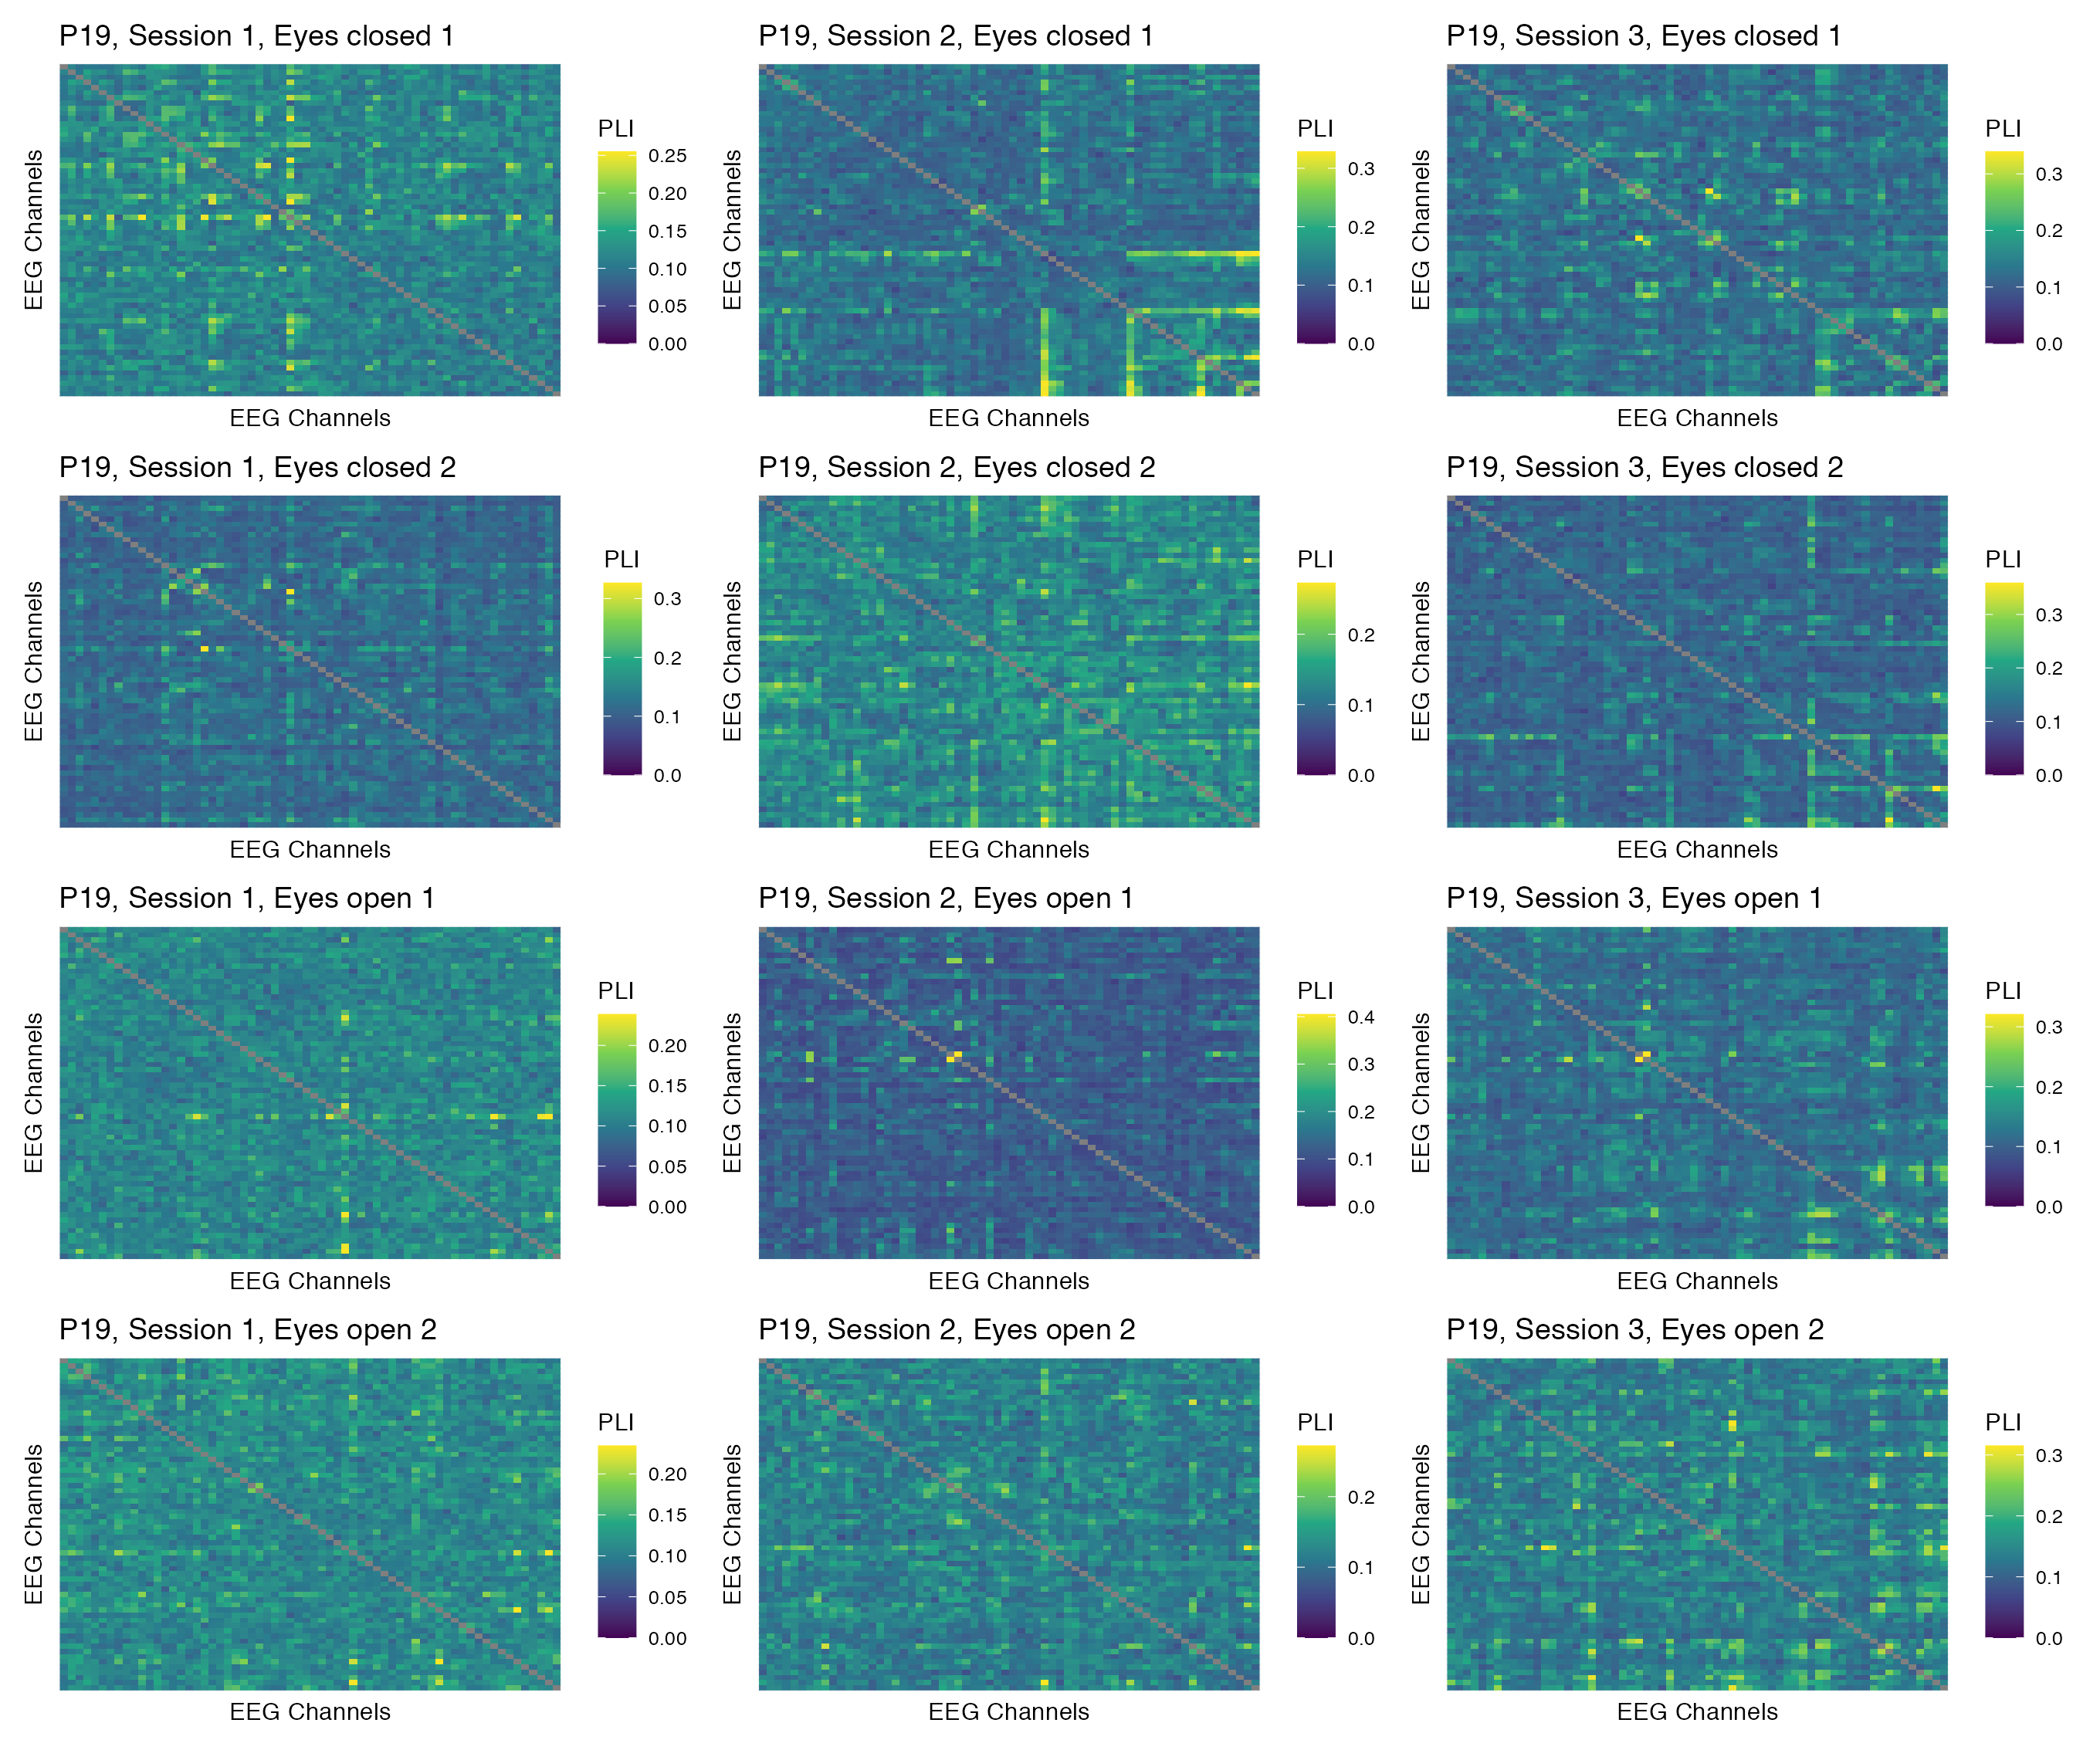 P19, Session 1, Eyes closed 1
EEG Channels
EEG Channels
PLI
0.25
0.20
0.15
0.10
0.05
0.00
P19, Session 2, Eyes closed 1
EEG Channels
EEG Channels
PLI
0.3
0.2
0.1
0.0
P19, Session 3, Eyes closed 1
EEG Channels
EEG Channels
PLI
0.3
0.2
0.1
0.0
P19, Session 1, Eyes closed 2
EEG Channels
EEG Channels
PLI
0.3
0.2
0.1
0.0
P19, Session 2, Eyes closed 2
EEG Channels
EEG Channels
PLI
0.2
0.1
0.0
P19, Session 3, Eyes closed 2
EEG Channels
EEG Channels
PLI
0.3
0.2
0.1
0.0
P19, Session 1, Eyes open 1
EEG Channels
EEG Channels
PLI
0.20
0.15
0.10
0.05
0.00
P19, Session 2, Eyes open 1
EEG Channels
EEG Channels
PLI
0.4
0.3
0.2
0.1
0.0
P19, Session 3, Eyes open 1
EEG Channels
EEG Channels
PLI
0.3
0.2
0.1
0.0
P19, Session 1, Eyes open 2
EEG Channels
EEG Channels
PLI
0.20
0.15
0.10
0.05
0.00
P19, Session 2, Eyes open 2
EEG Channels
EEG Channels
PLI
0.2
0.1
0.0
P19, Session 3, Eyes open 2
EEG Channels
EEG Channels
PLI
0.3
0.2
0.1
0.0